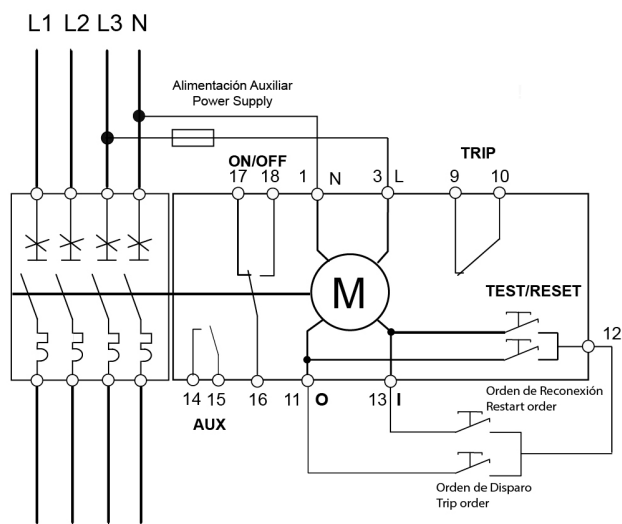 L1 L2 L3 N
Alimentación Auxiliar
Power Supply
ON/OFF
TRIP
17 18 1 N 3 L 9 10
M
TEST/RESET
12
14 15 16 11 O 13 I
AUX
Orden de Reconexión
Restart order
Orden de Disparo
Trip order